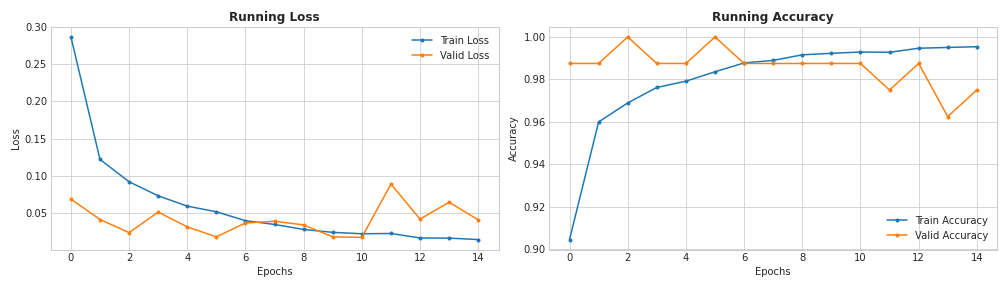 Running Loss
0.30
0.25
0.20
0.15
0.10
0.05
Loss
Train Loss
Valid Loss
0 2 4 6 8 10 12 14
Epochs
Running Accuracy
1.00
0.98
0.96
0.94
0.92
0.90
Accuracy
Train Accuracy
Valid Accuracy
0 2 4 6 8 10 12 14
Epochs